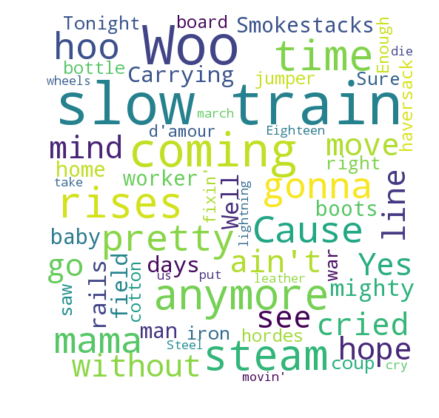 Tonight board Smokestacks
hoo Woo time Enough die
bottle Carrying jumper Sure haversack
wheels slow train
march
d'amour Eighteen
mind coming move
home worker fixin' lightning right
take rises Well gonna boots line
baby pretty Cause
go days ain't Yes
saw rails field cotton us put anymore leather war mighty
man iron see cried
mama Steel hordes hope
without steam coup cry
movin'